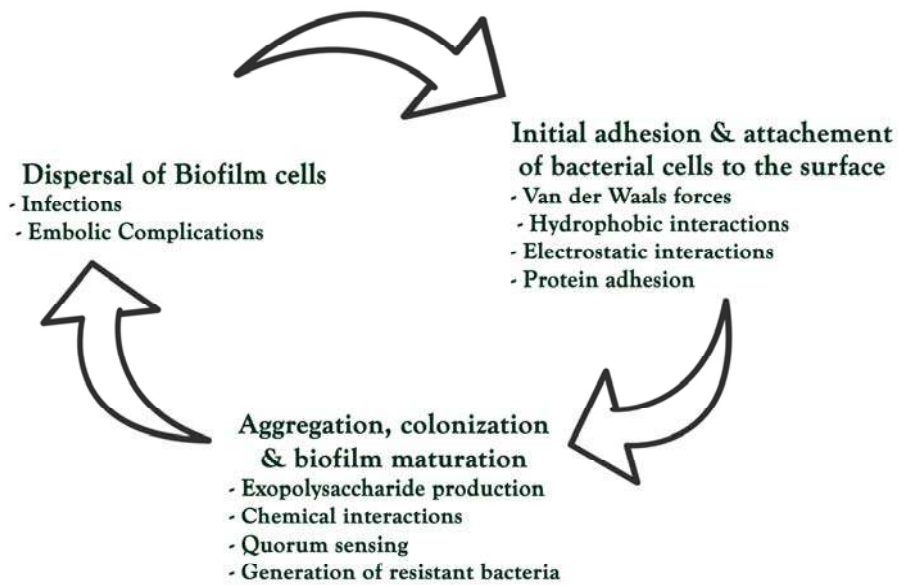 Initial adhesion & attachement
of bacterial cells to the surface
- Van der Waals forces
- Hydrophobic interactions
- Electrostatic interactions
- Protein adhesion
Aggregation, colonization
& biofilm maturation
- Exopolysaccharide production
- Chemical interactions
- Quorum sensing
- Generation of resistant bacteria
Dispersal of Biofilm cells
- Infections
- Embolic Complications